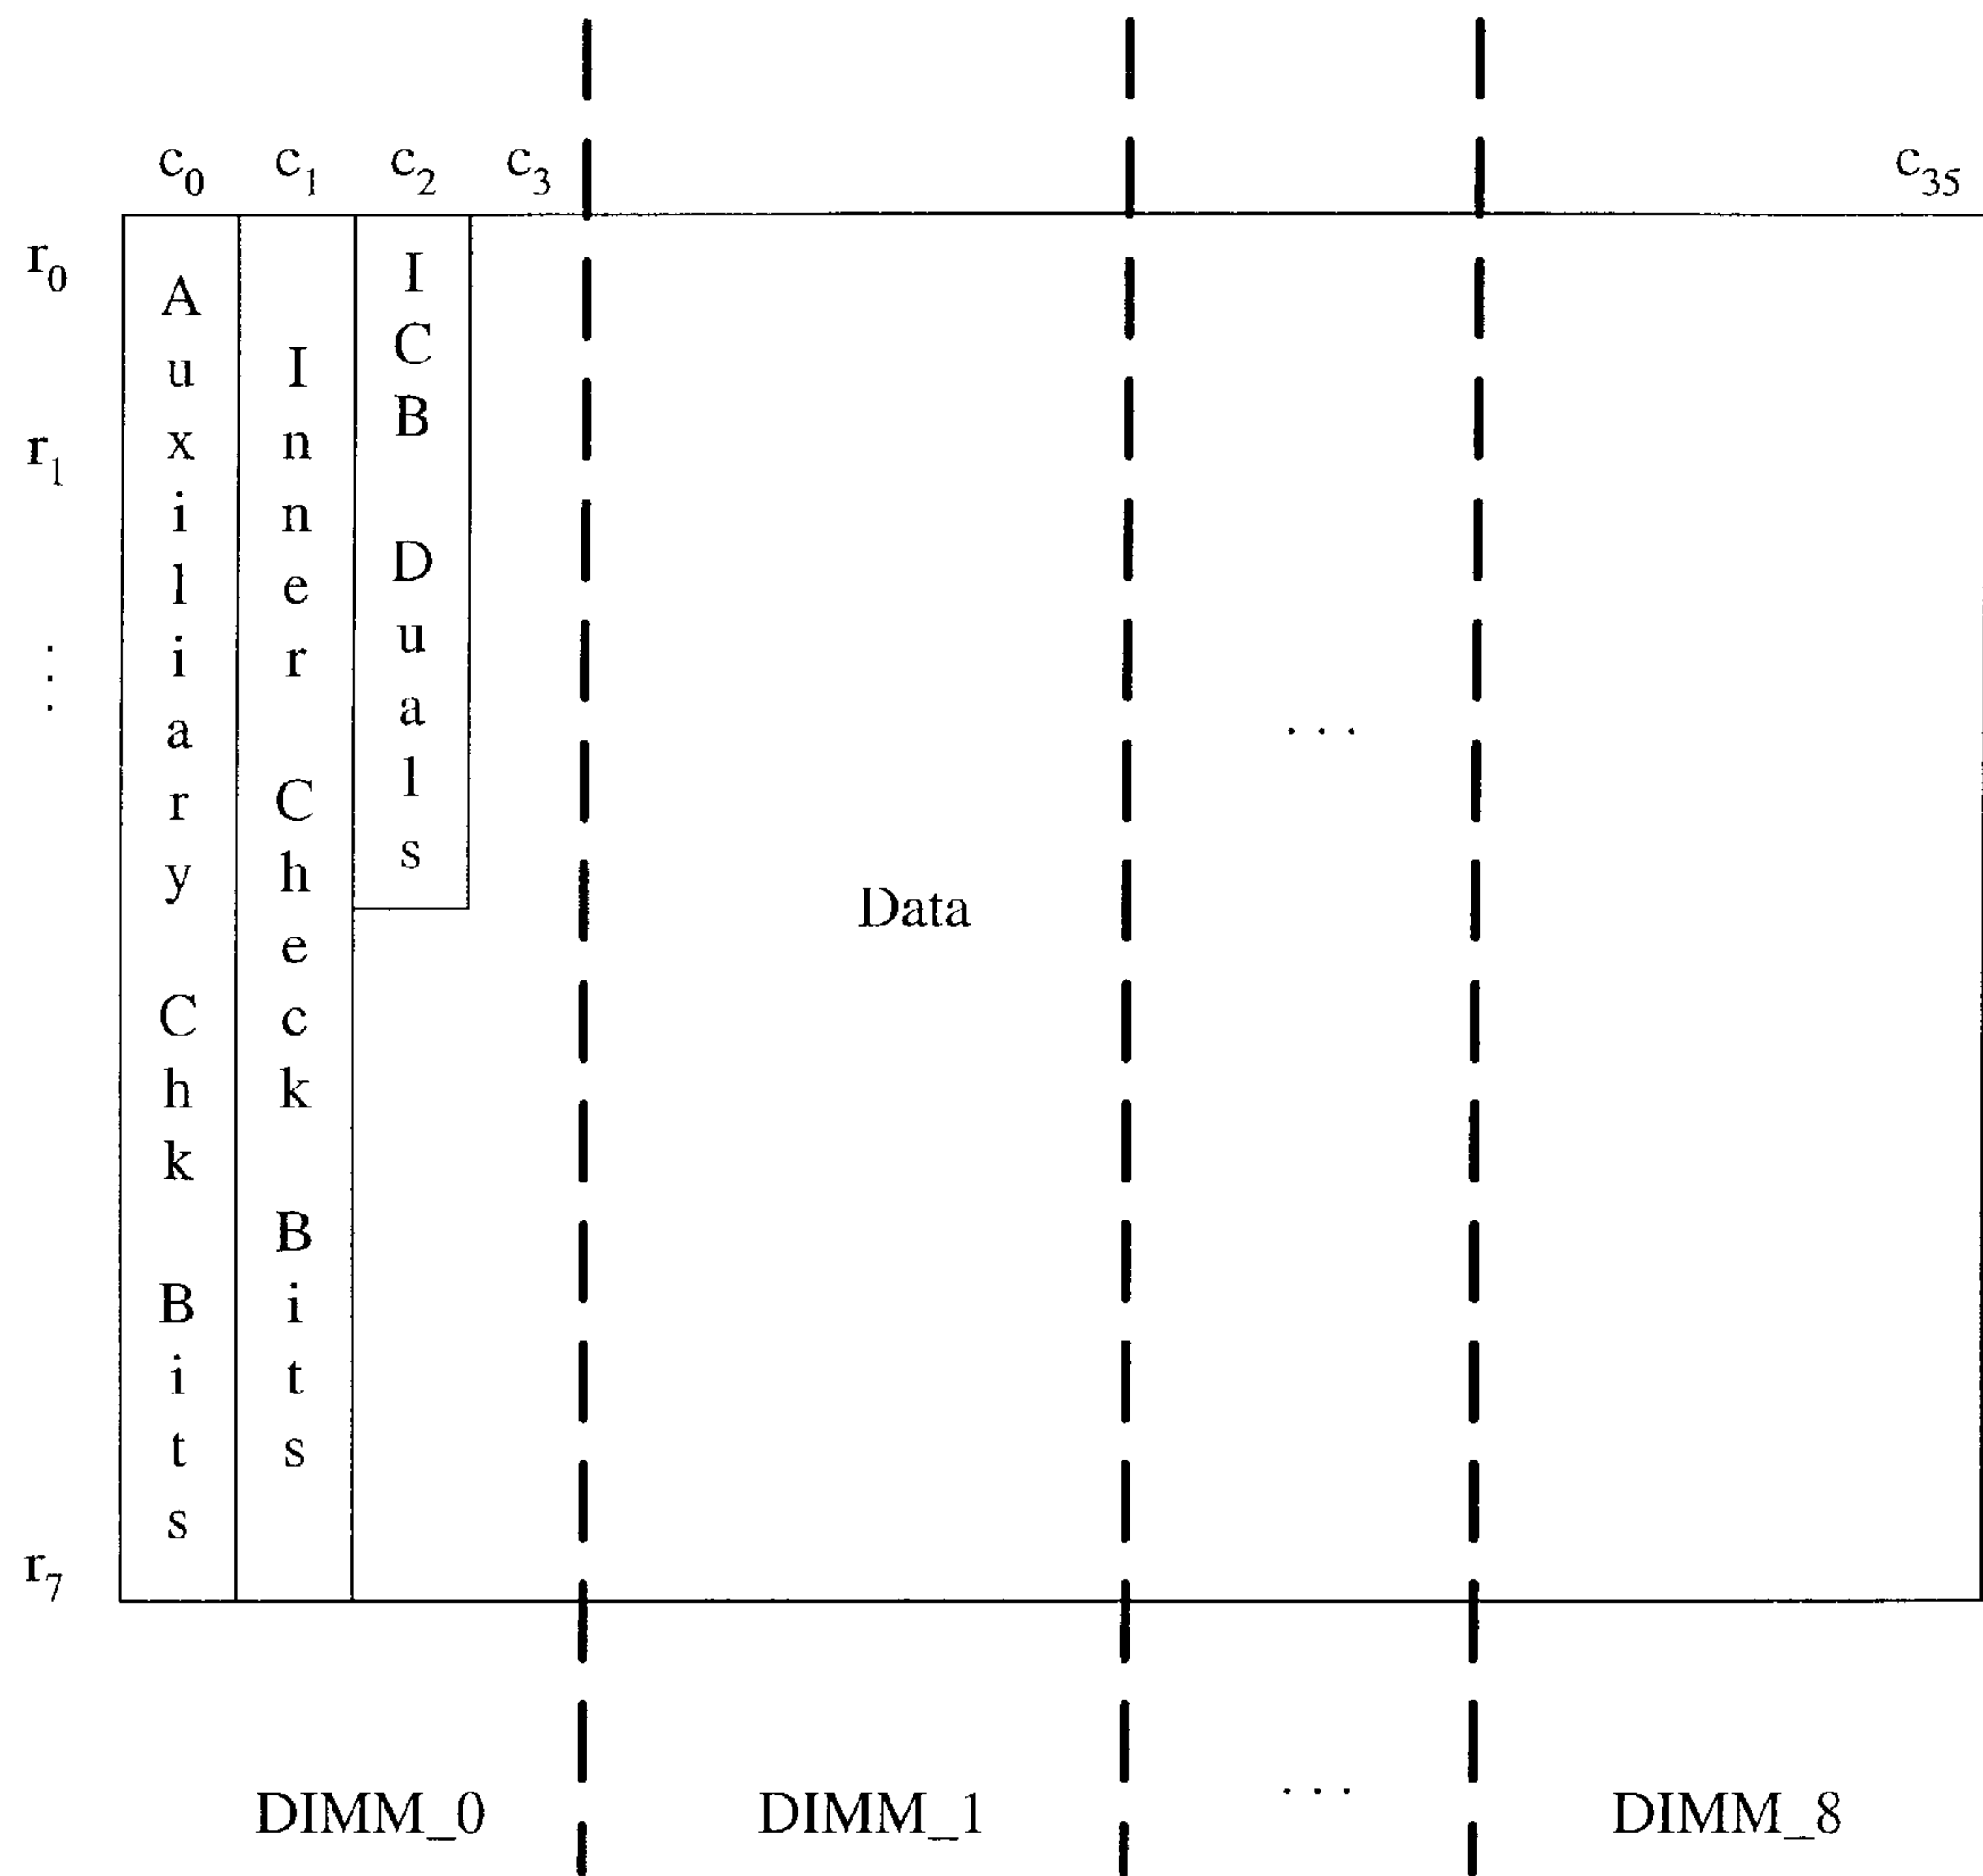 c0 c1 c2 c3 c35
r0
r1
⋮
r7
Auxiliary Chk Bits
Inner Check Bits
ICB Duals
Data
...
DIMM_0 DIMM_1 ... DIMM_8